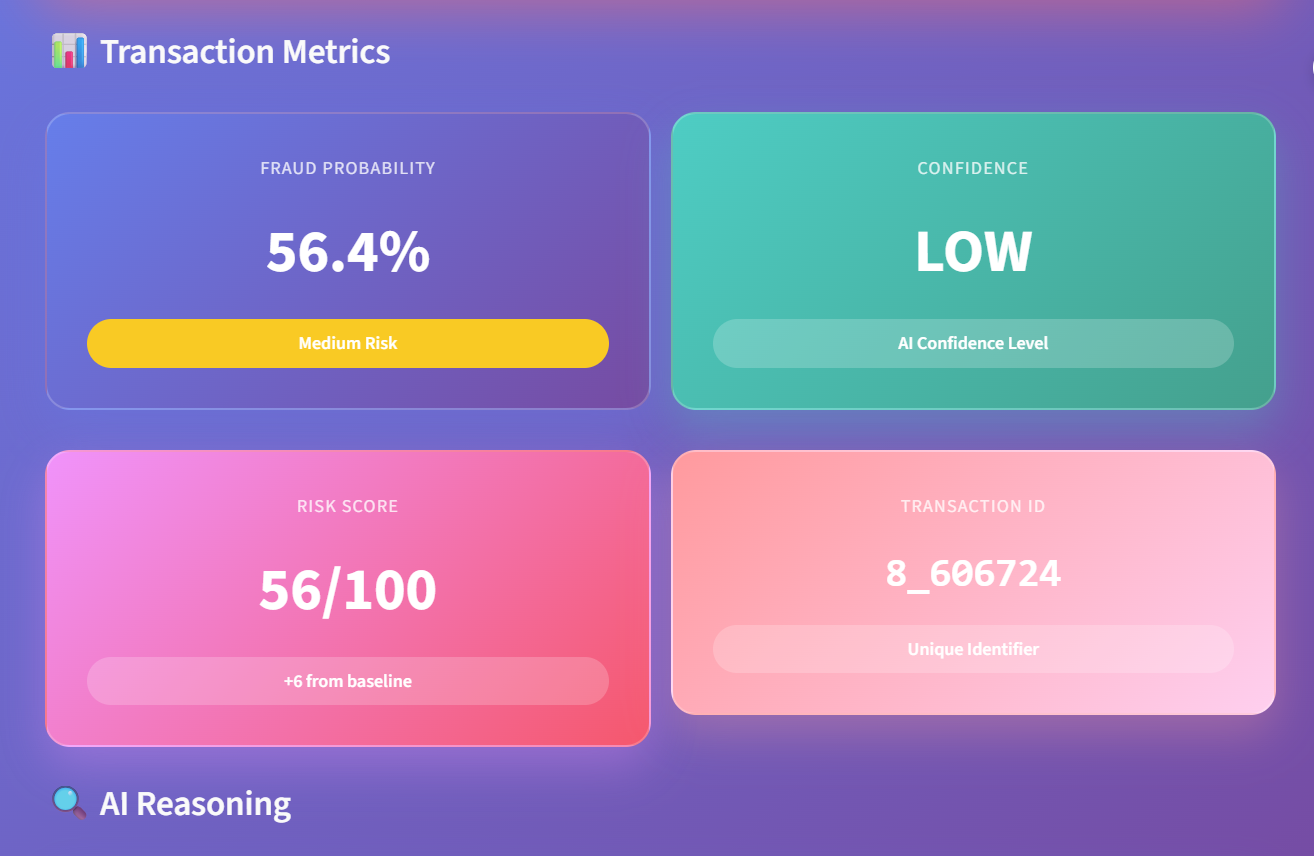 Transaction Metrics
FRAUD PROBABILITY
56.4%
Medium Risk
CONFIDENCE
LOW
AI Confidence Level
RISK SCORE
56/100
+6 from baseline
TRANSACTION ID
8_606724
Unique Identifier
AI Reasoning